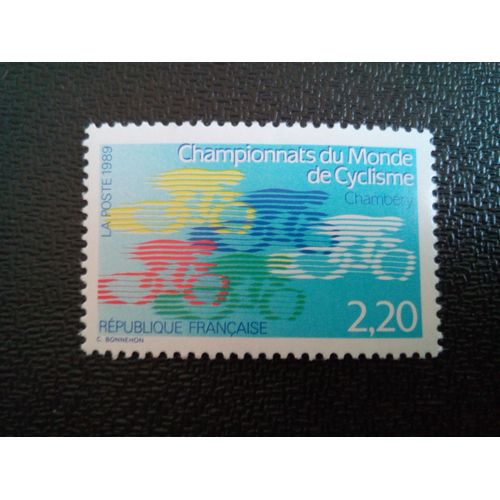 LA POSTE 1989
Championnats du Monde
de Cyclisme
Chambéry
2,20
RÉPUBLIQUE FRANÇAISE
C. BONNEHON